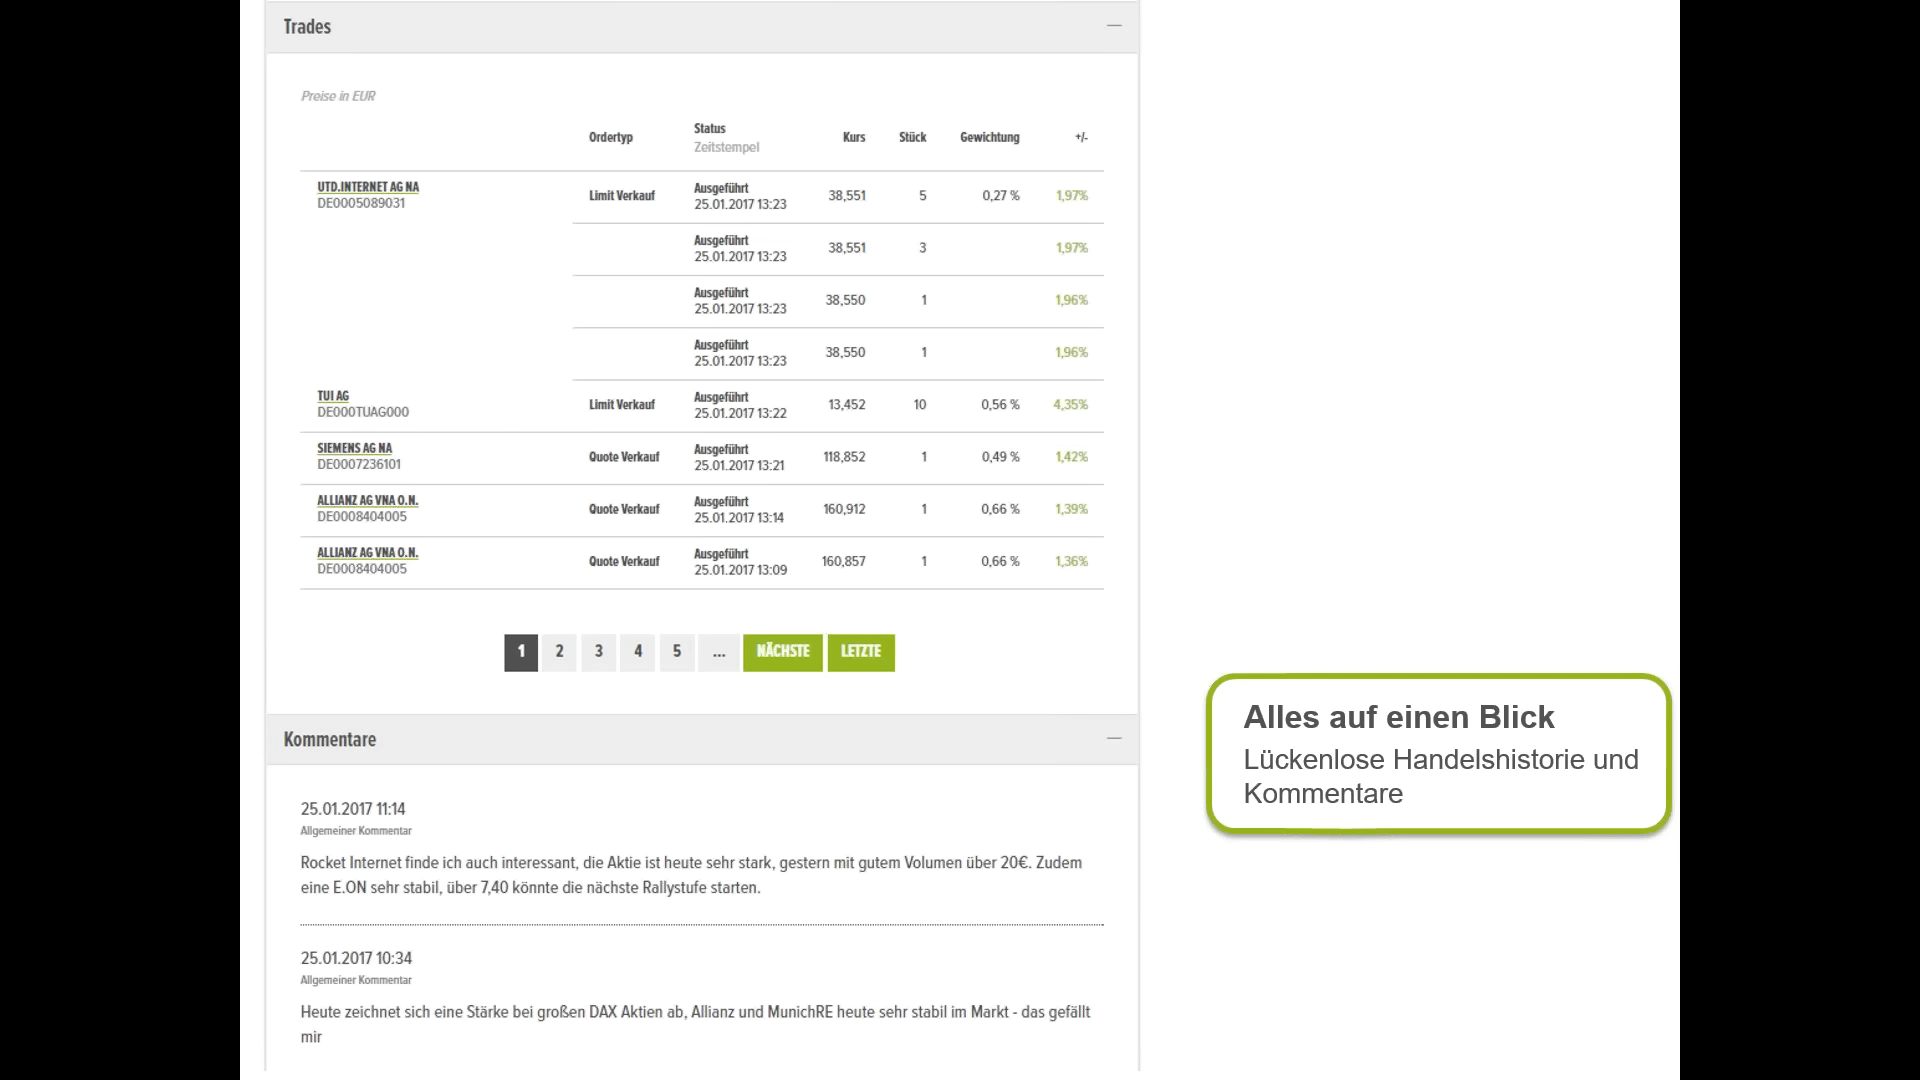 Trades
Preise in EUR
Ordertyp Status Kurs Stück Gewichtung +/-
Zeitstempel
UTD.INTERNET AG NA Limit Verkauf Ausgeführt 38,551 5 0,27 % 1,97%
DE0005089031 25.01.2017 13:23
Ausgeführt 38,551 3 1,97%
25.01.2017 13:23
Ausgeführt 38,550 1 1,96%
25.01.2017 13:23
Ausgeführt 38,550 1 1,96%
25.01.2017 13:23
TUI AG Limit Verkauf Ausgeführt 13,452 10 0,56 % 4,35%
DE000TUAG000 25.01.2017 13:22
SIEMENS AG NA Quote Verkauf Ausgeführt 118,852 1 0,49 % 1,42%
DE0007236101 25.01.2017 13:21
ALLIANZ AG VNA O.N. Quote Verkauf Ausgeführt 160,912 1 0,66 % 1,39%
DE0008404005 25.01.2017 13:14
ALLIANZ AG VNA O.N. Quote Verkauf Ausgeführt 160,857 1 0,66 % 1,36%
DE0008404005 25.01.2017 13:09
1 2 3 4 5 ... NÄCHSTE LETZTE
Kommentare
25.01.2017 11:14
Allgemeiner Kommentar
Rocket Internet finde ich auch interessant, die Aktie ist heute sehr stark, gestern mit gutem Volumen über 20€. Zudem
eine E.ON sehr stabil, über 7,40 könnte die nächste Rallystufe starten.
25.01.2017 10:34
Allgemeiner Kommentar
Heute zeichnet sich eine Stärke bei großen DAX Aktien ab, Allianz und MunichRE heute sehr stabil im Markt - das gefällt
mir
Alles auf einen Blick
Lückenlose Handelshistorie und
Kommentare